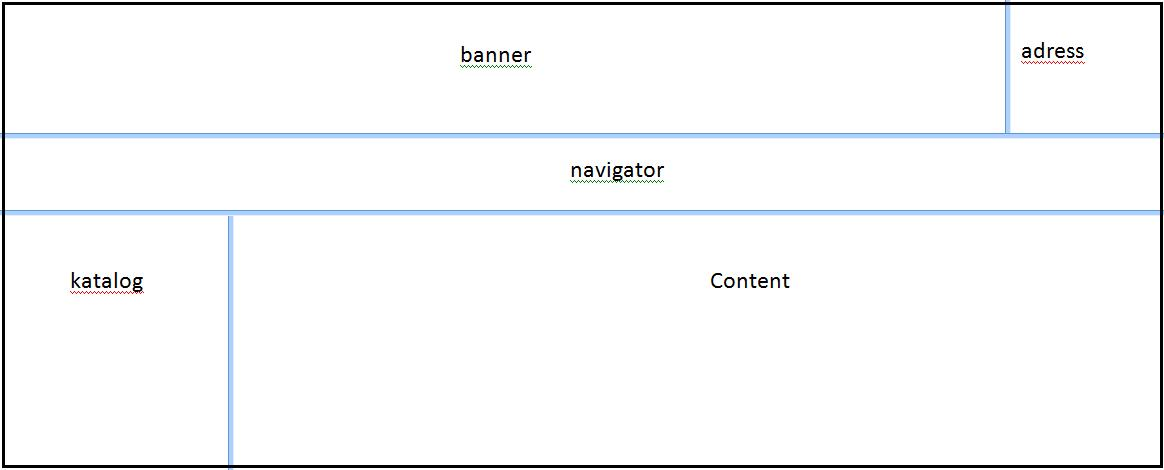 banner
adress
navigator
katalog
Content